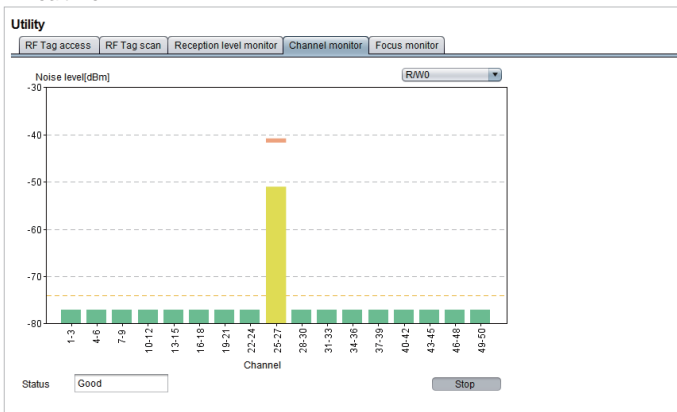 Utility
RF Tag access RF Tag scan Reception level monitor Channel monitor Focus monitor
Noise level[dBm] R/W0
-30
-40
-50
-60
-70
-80
1-3 4-6 7-9 10-12 13-15 16-18 19-21 22-24 25-27 28-30 31-33 34-36 37-39 40-42 43-45 46-48 49-50
Channel
Status Good Stop